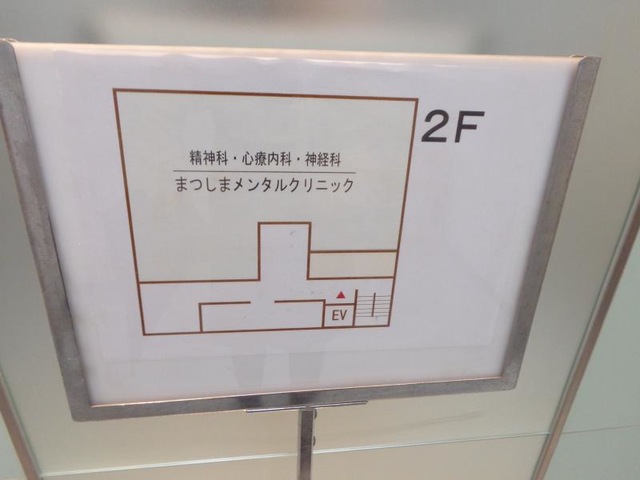 2F
精神科・心療内科・神経科
まつしまメンタルクリニック
EV